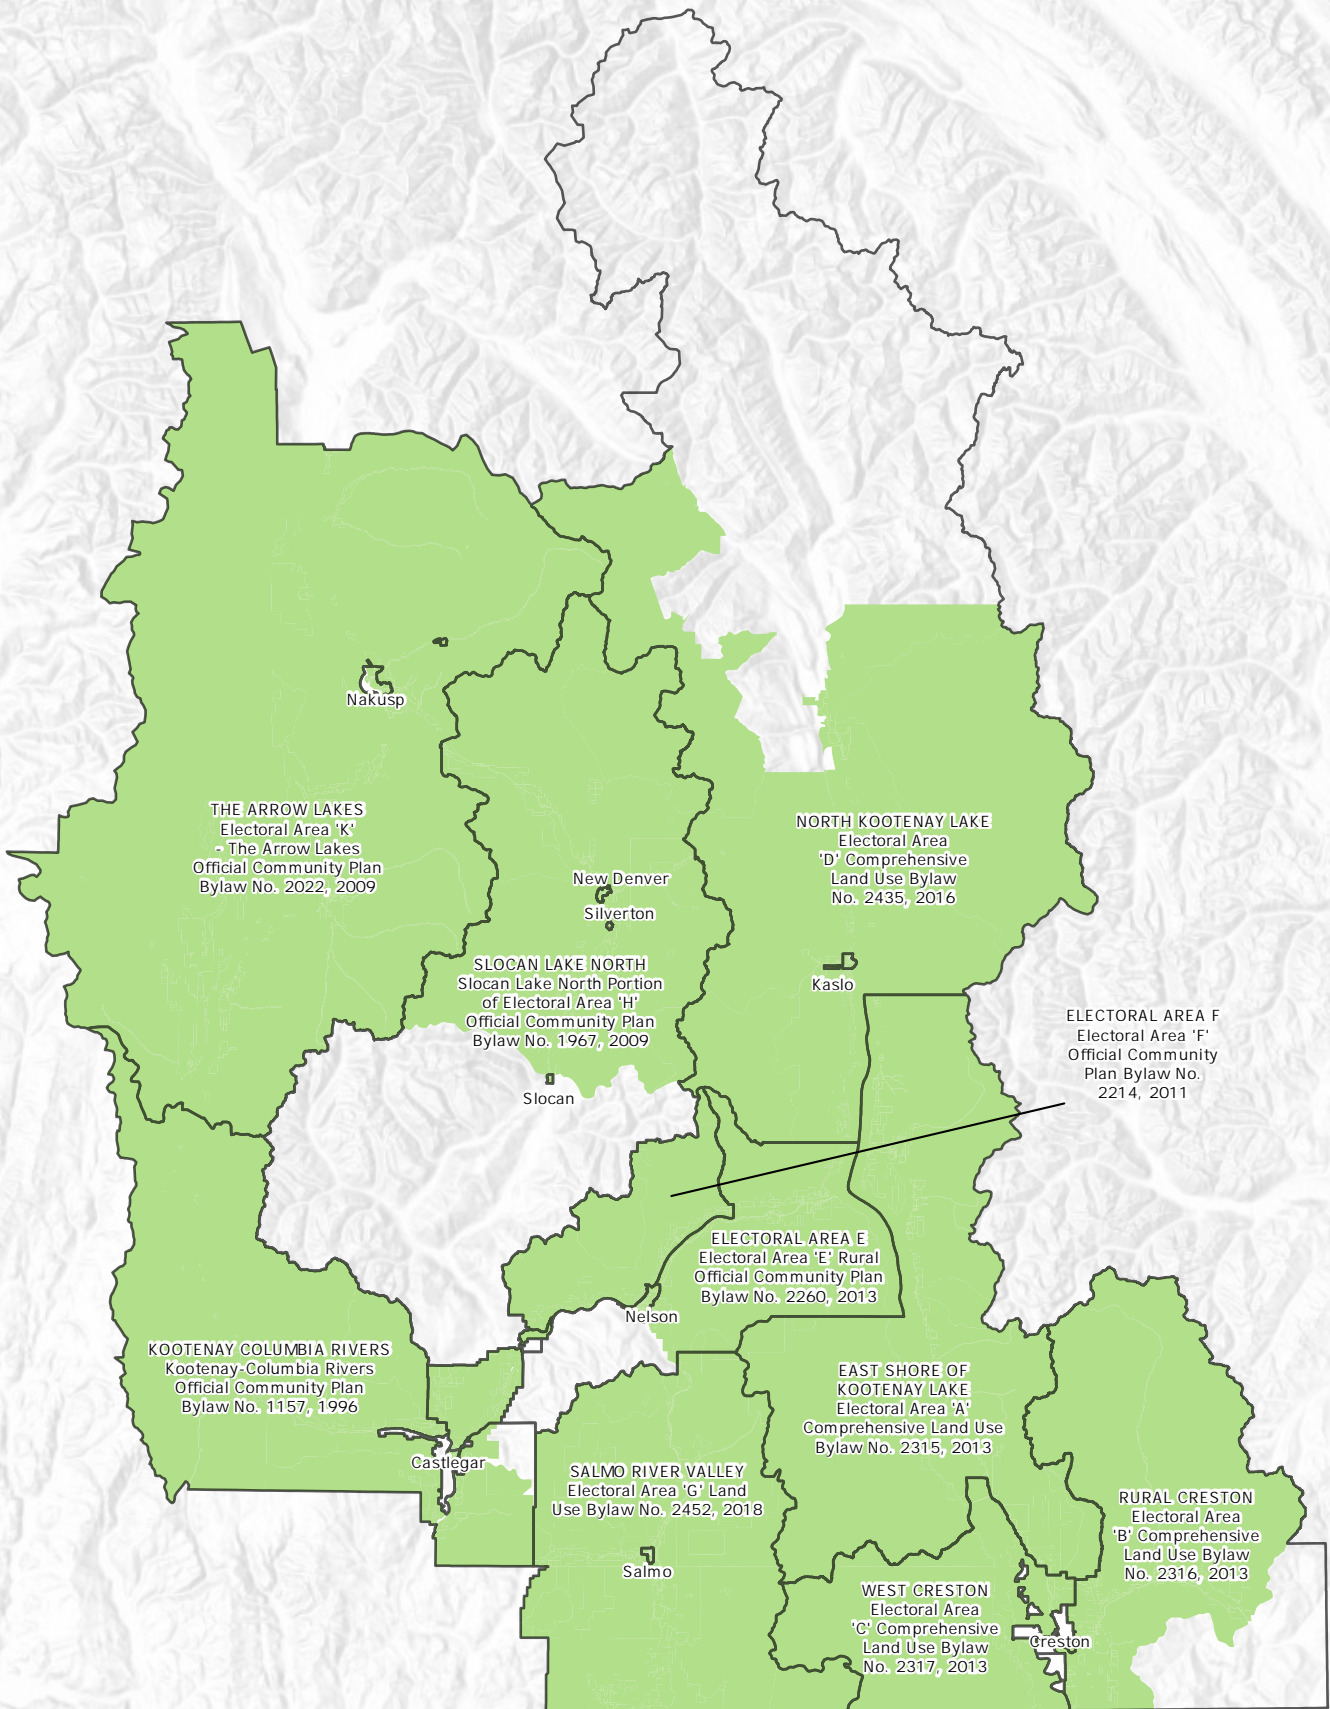 Nakusp
THE ARROW LAKES
Electoral Area 'K'
- The Arrow Lakes
Official Community Plan
Bylaw No. 2022, 2009
NORTH KOOTENAY LAKE
Electoral Area
'D' Comprehensive
Land Use Bylaw
No. 2435, 2016
New Denver
Silverton
SLOCAN LAKE NORTH
Slocan Lake North Portion
of Electoral Area 'H'
Official Community Plan
Bylaw No. 1967, 2009
Kaslo
ELECTORAL AREA F
Electoral Area 'F'
Official Community
Plan Bylaw No.
2214, 2011
Slocan
ELECTORAL AREA E
Electoral Area 'E' Rural
Official Community Plan
Bylaw No. 2260, 2013
Nelson
KOOTENAY COLUMBIA RIVERS
Kootenay-Columbia Rivers
Official Community Plan
Bylaw No. 1157, 1996
EAST SHORE OF
KOOTENAY LAKE
Electoral Area 'A'
Comprehensive Land Use
Bylaw No. 2315, 2013
Castlegar
SALMO RIVER VALLEY
Electoral Area 'G' Land
Use Bylaw No. 2452, 2018
RURAL CRESTON
Electoral Area
'B' Comprehensive
Land Use Bylaw
No. 2316, 2013
Salmo
WEST CRESTON
Electoral Area
'C' Comprehensive
Land Use Bylaw
No. 2317, 2013
Creston